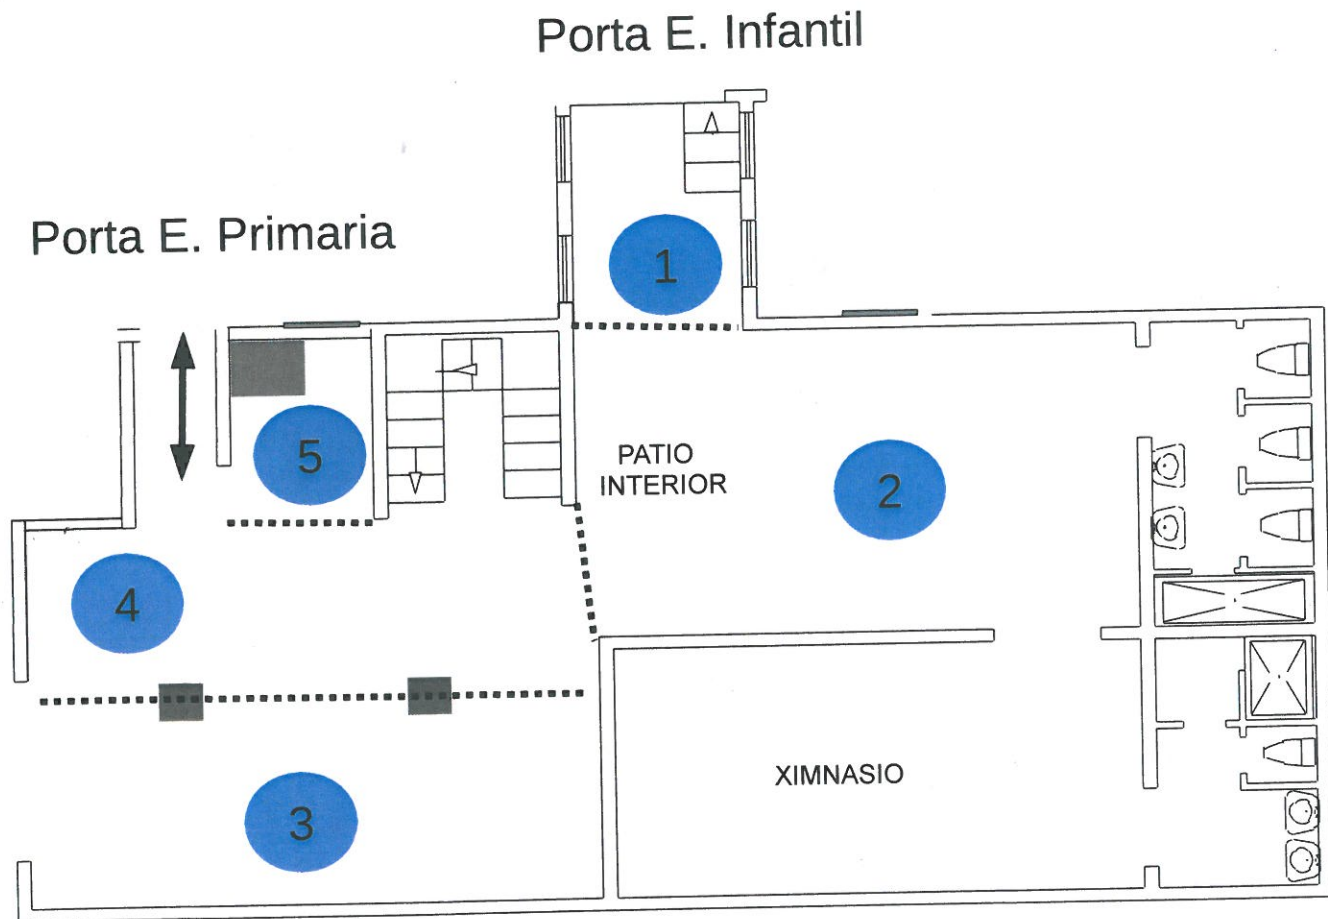 Porta E. Infantil
Porta E. Primaria
1
5
PATIO
INTERIOR
2
4
XIMNASIO
3